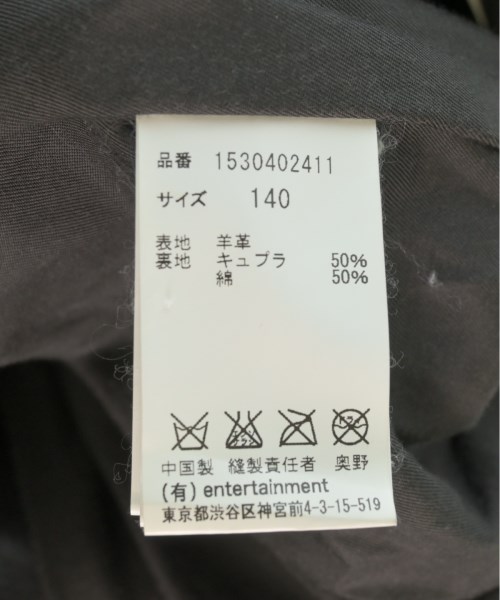 品番 1530402411
サイズ 140
表地 羊革
裏地 キュプラ 50%
綿 50%
中国製 縫製責任者 奥野
(有) entertainment
東京都渋谷区神宮前4-3-15-519